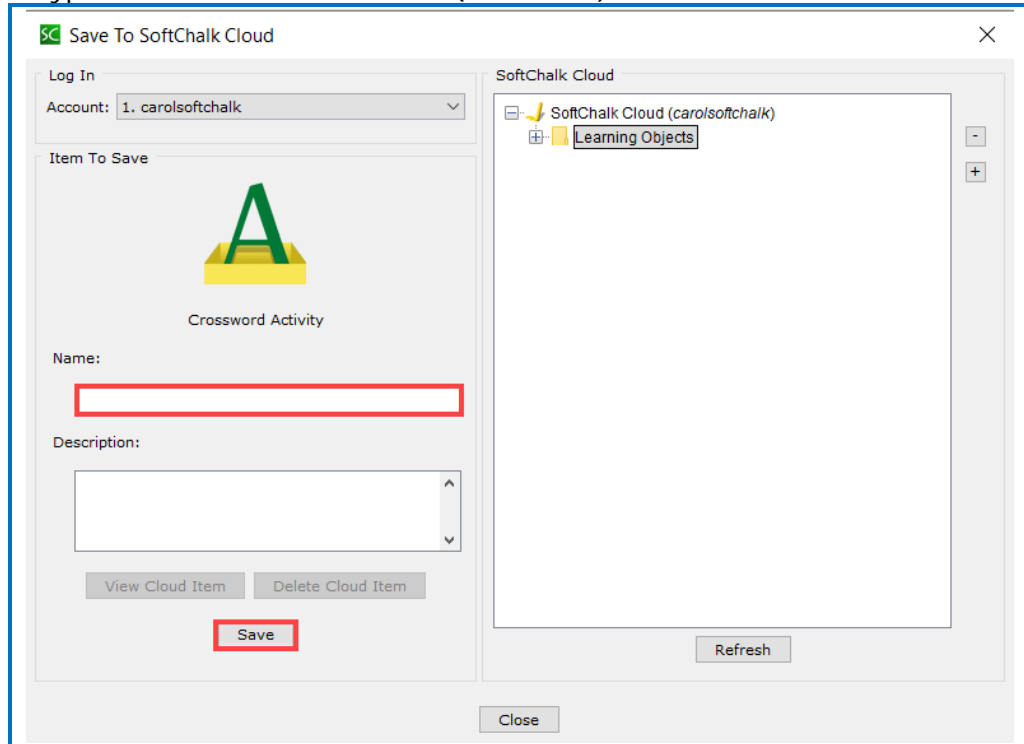 SC Save To SoftChalk Cloud
Log In
Account: 1. carolsoftchalk
Item To Save
A
Crossword Activity
Name:
Description:
View Cloud Item Delete Cloud Item
Save
SoftChalk Cloud
SoftChalk Cloud (carolsoftchalk)
Learning Objects
-
+
Refresh
Close